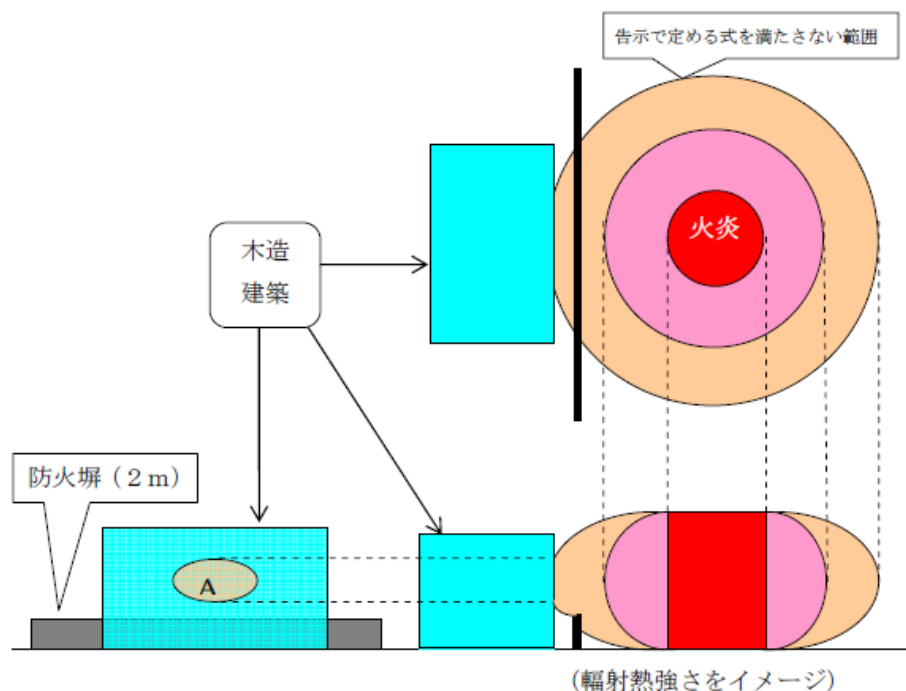 告示で定める式を満たさない範囲
火炎
木造
建築
防火塀（２ｍ）
A
(輻射熱強さをイメージ)